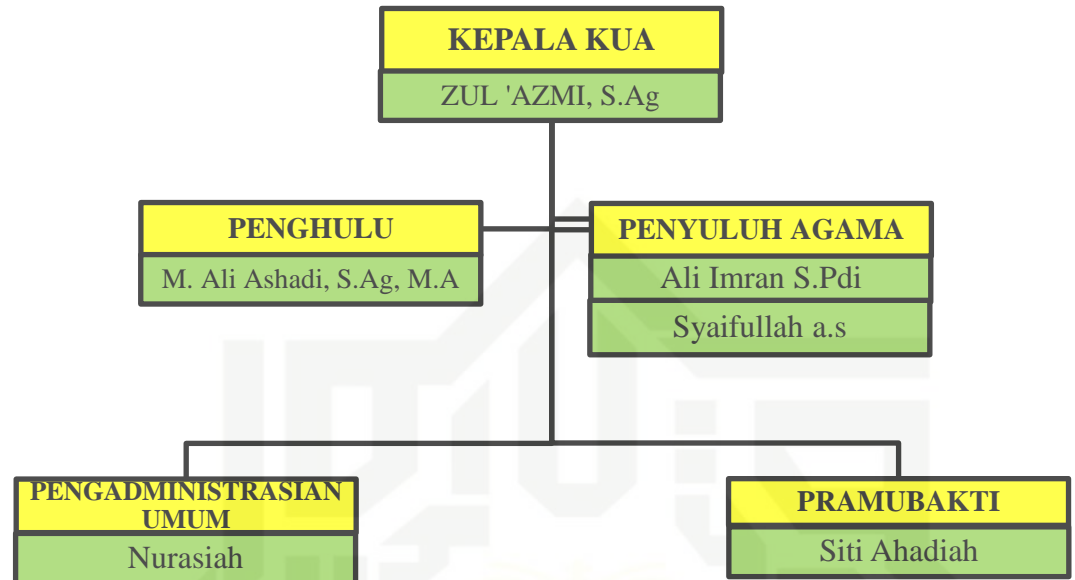 KEPALA KUA
ZUL 'AZMI, S.Ag
PENGHULU
M. Ali Ashadi, S.Ag, M.A
PENYULUH AGAMA
Ali Imran S.Pdi
Syaifullah a.s
PENGADMINISTRASIAN
UMUM
Nurasiah
PRAMUBAKTI
Siti Ahadiah